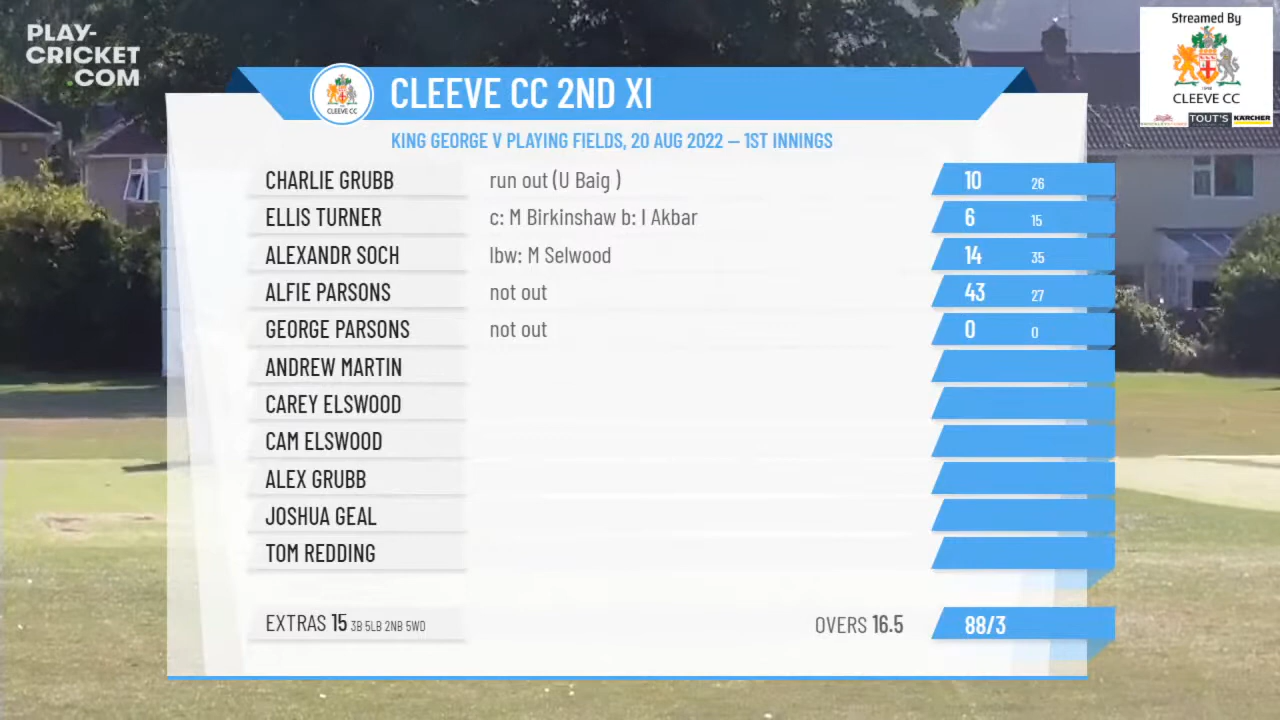 PLAY-
CRICKET
.COM
Streamed By
CLEEVE CC
TOUT'S
KÄRCHER
CLEEVE CC
CLEEVE CC 2ND XI
KING GEORGE V PLAYING FIELDS, 20 AUG 2022 – 1ST INNINGS
CHARLIE GRUBB run out (U Baig ) 10 26
ELLIS TURNER c: M Birkinshaw b: I Akbar 6 15
ALEXANDR SOCH lbw: M Selwood 14 35
ALFIE PARSONS not out 43 27
GEORGE PARSONS not out 0 0
ANDREW MARTIN
CAREY ELSWOOD
CAM ELSWOOD
ALEX GRUBB
JOSHUA GEAL
TOM REDDING
EXTRAS 15 3B 5LB 2NB 5WD OVERS 16.5 88/3